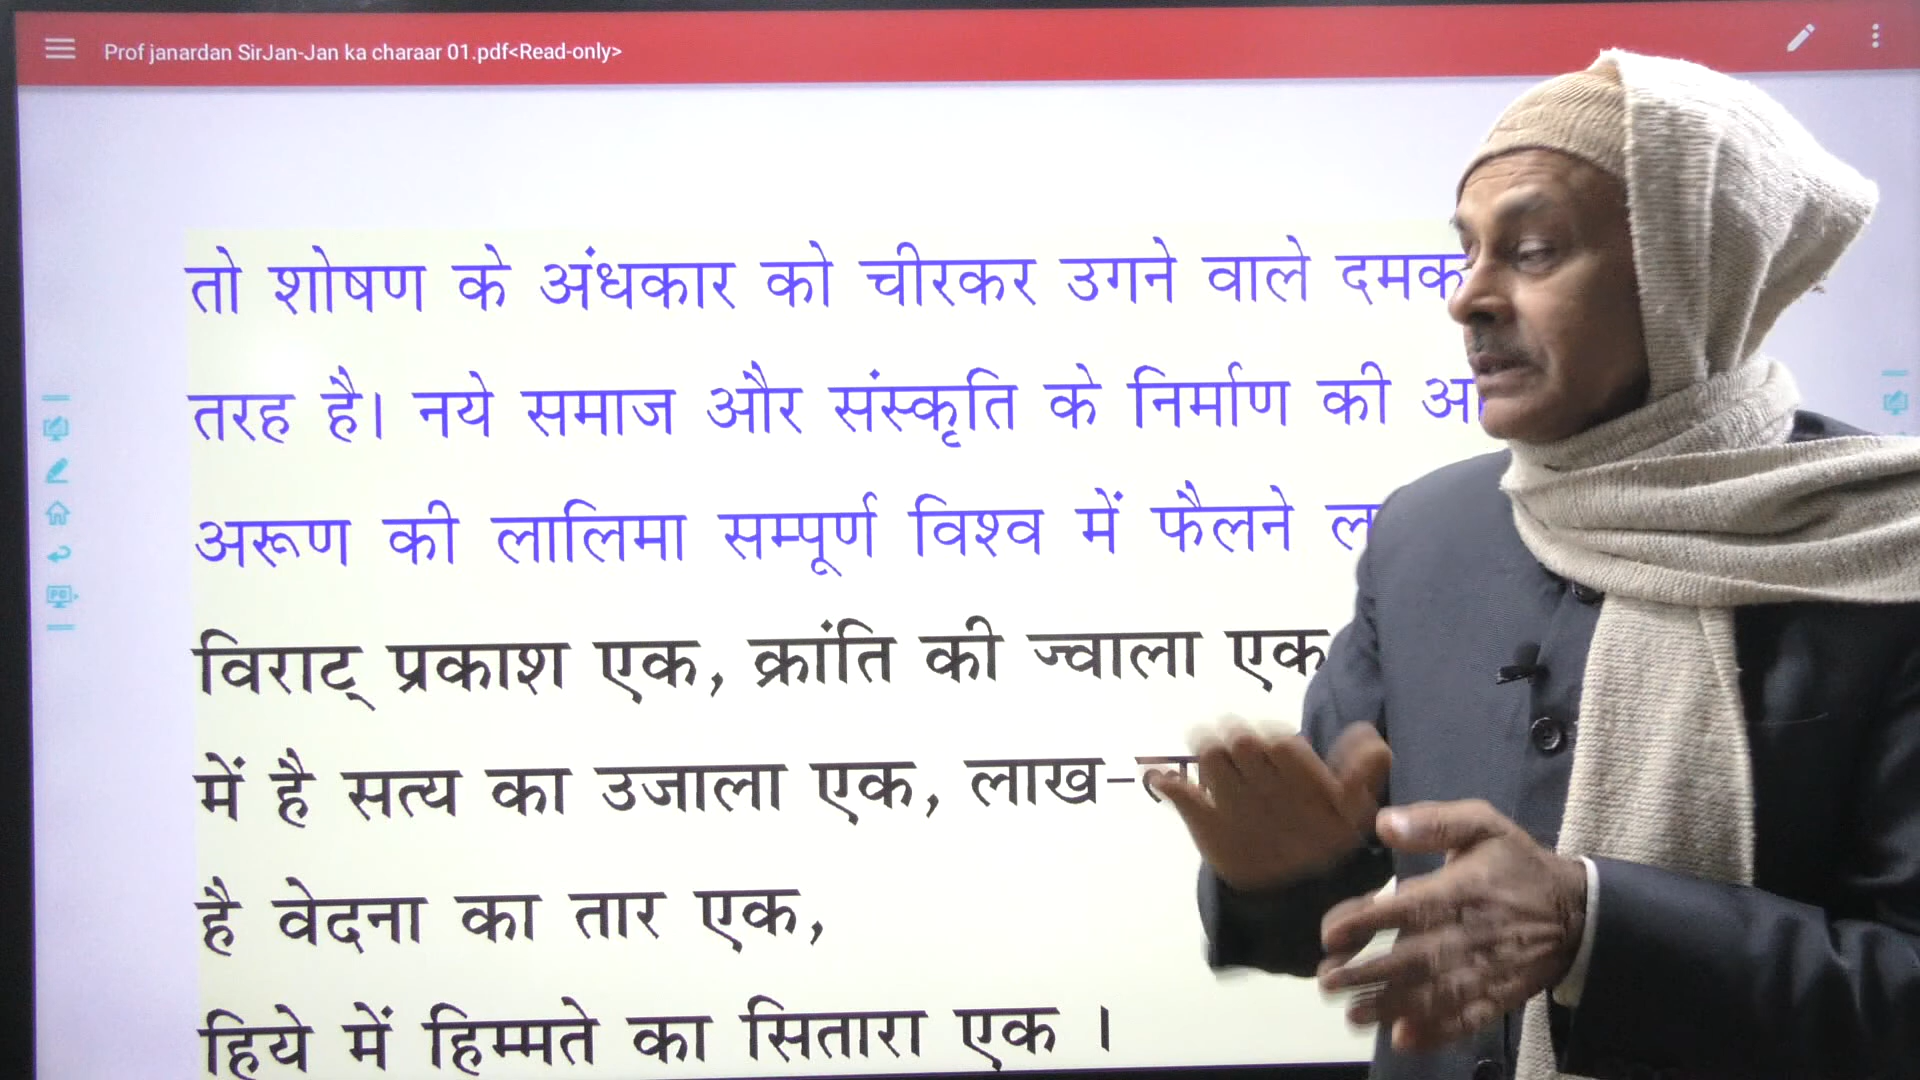 Prof janardan SirJan-Jan ka charaar 01.pdf<Read-only>
तो शोषण के अंधकार को चीरकर उगने वाले
तरह है। नये समाज और संस्कृति के निर्माण की
अरूण की लालिमा सम्पूर्ण विश्व में फैलने
विराट् प्रकाश एक, क्रांति की ज्वाला एक
में है सत्य का उजाला एक, लाख-
है वेदना का तार एक,
हिये में हिम्मते का सितारा एक ।